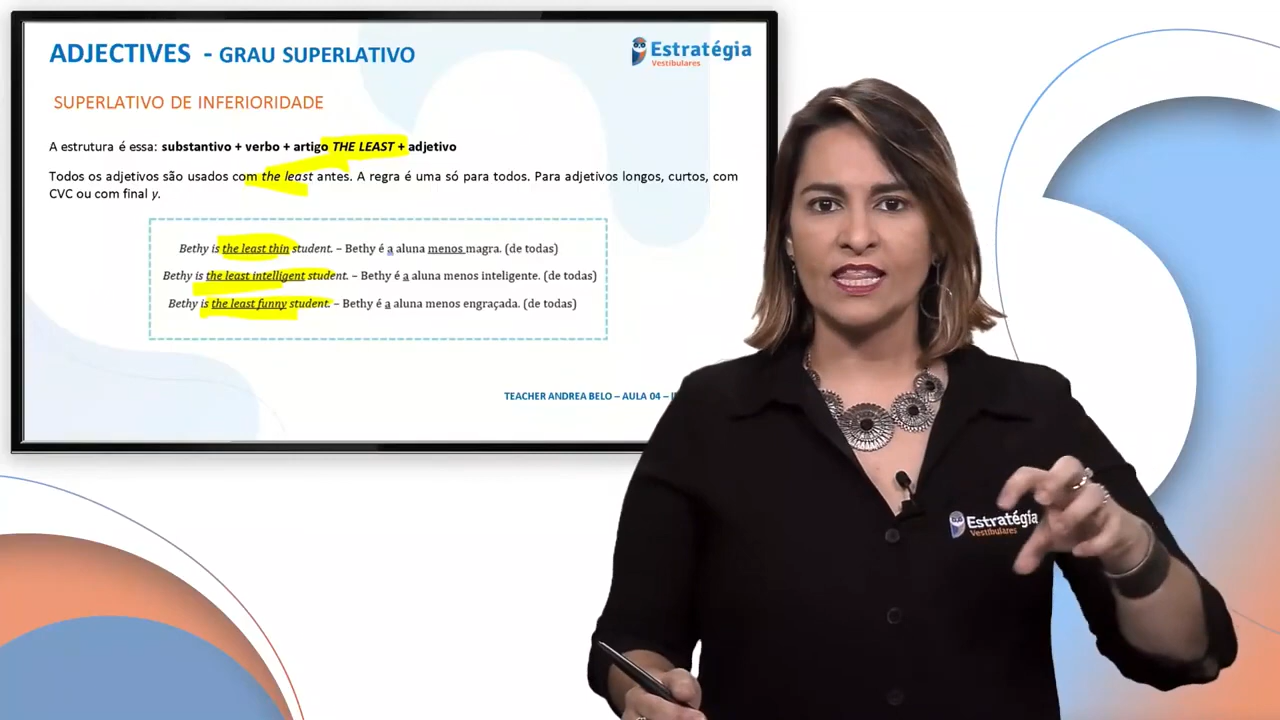 ADJECTIVES - GRAU SUPERLATIVO
Estratégia
Vestibulares
SUPERLATIVO DE INFERIORIDADE
A estrutura é essa: substantivo + verbo + artigo THE LEAST + adjetivo
Todos os adjetivos são usados com the least antes. A regra é uma só para todos. Para adjetivos longos, curtos, com
CVC ou com final y.
Bethy is the least thin student. – Bethy é a aluna menos magra. (de todas)
Bethy is the least intelligent student. – Bethy é a aluna menos inteligente. (de todas)
Bethy is the least funny student. – Bethy é a aluna menos engraçada. (de todas)
TEACHER ANDREA BELO – AULA 04 –
Estratégia
Vestibulares